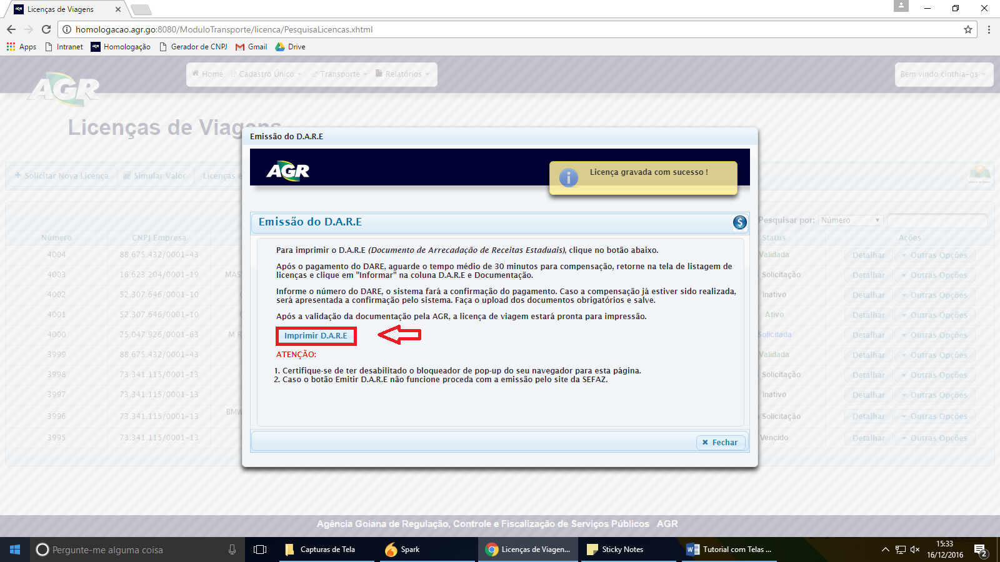 Licenças de Viagens
homologacao.agr.go:8080/ModuloTransporte/licenca/PesquisaLicencas.xhtml
Apps Intranet Homologação Gerador de CNPJ Gmail Drive
AGR Home Cadastro Único Transporte Relatórios Bem vindo cinthia-gs
Licenças de Viagens
Solicitar Nova Licença Simular Valor Licenças e
Pesquisar por: Número
Número CNPJ Empresa Status Ações
4004 88.675.432/0001-43 Validada Detalhar Outras Opções
4003 16.623.204/0001-19 MAS Solicitação Detalhar Outras Opções
4002 52.307.646/0001-10 Inativo Detalhar Outras Opções
4001 52.307.646/0001-10 Ativo Detalhar Outras Opções
4000 25.047.926/0001-63 M R Solicitada Detalhar Outras Opções
3999 88.675.432/0001-43 Validada Detalhar Outras Opções
3998 73.341.115/0001-13 Solicitação Detalhar Outras Opções
3997 73.341.115/0001-13 Inativo Detalhar Outras Opções
3996 73.341.115/0001-13 BMW Solicitação Detalhar Outras Opções
3995 73.341.115/0001-13 Vencido Detalhar Outras Opções
Emissão do D.A.R.E
AGR
Licença gravada com sucesso !
Emissão do D.A.R.E
Para imprimir o D.A.R.E (Documento de Arrecadação de Receitas Estaduais), clique no botão abaixo.
Após o pagamento do DARE, aguarde o tempo médio de 30 minutos para compensação, retorne na tela de listagem de
licenças e clique em "Informar" na coluna D.A.R.E e Documentação.
Informe o número do DARE, o sistema fará a confirmação do pagamento. Caso a compensação já estiver sido realizada,
será apresentada a confirmação pelo sistema. Faça o upload dos documentos obrigatórios e salve.
Após a validação da documentação pela AGR, a licença de viagem estará pronta para impressão.
Imprimir D.A.R.E
ATENÇÃO:
1. Certifique-se de ter desabilitado o bloqueador de pop-up do seu navegador para esta página.
2. Caso o botão Emitir D.A.R.E não funcione proceda com a emissão pelo site da SEFAZ.
Fechar
Agência Goiana de Regulação, Controle e Fiscalização de Serviços Públicos AGR
Pergunte-me alguma coisa Capturas de Tela Spark Licenças de Viagen... Sticky Notes Tutorial com Telas ... 15:33
16/12/2016 2